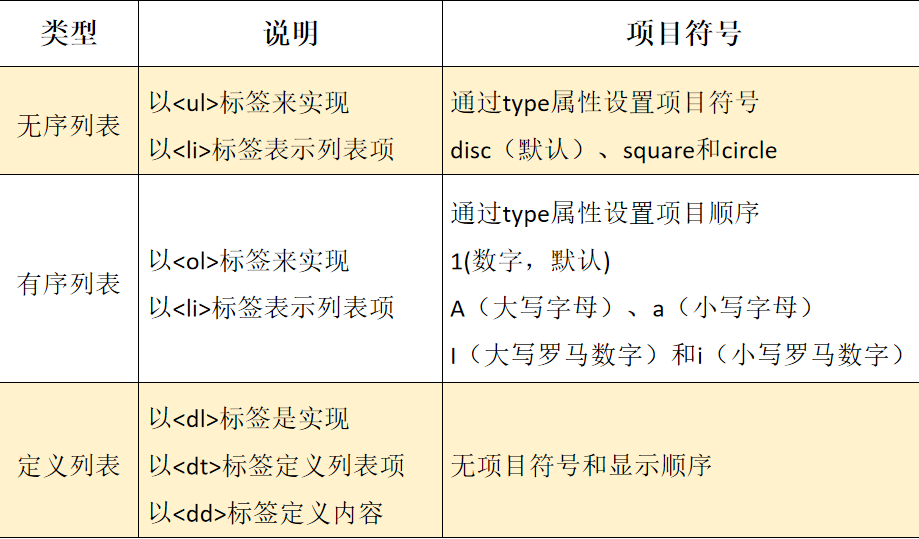 类型 说明 项目符号
无序列表
以<ul>标签来实现
以<li>标签表示列表项
通过type属性设置项目符号
disc（默认）、square和circle
有序列表
以<ol>标签来实现
以<li>标签表示列表项
通过type属性设置项目顺序
1(数字，默认)
A（大写字母）、a（小写字母）
I（大写罗马数字）和i（小写罗马数字）
定义列表
以<dl>标签是实现
以<dt>标签定义列表项
以<dd>标签定义内容
无项目符号和显示顺序